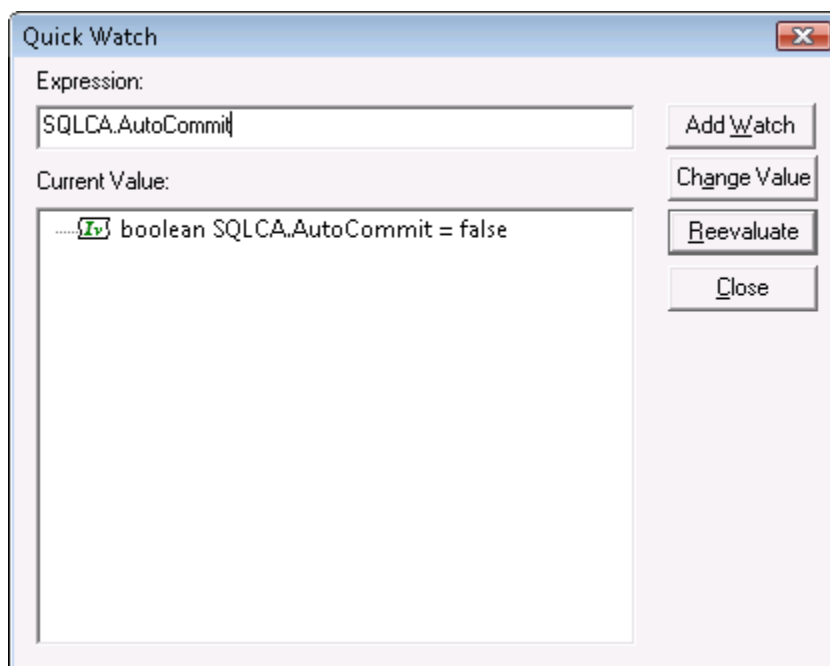 Quick Watch
Expression:
SQLCA.AutoCommit
Add Watch
Current Value:
Change Value
Iv boolean SQLCA.AutoCommit = false
Reevaluate
Close